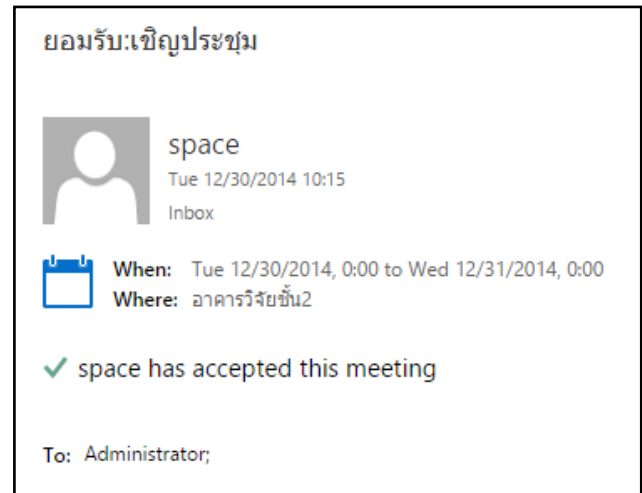 ยอมรับ:เชิญประชุม
space
Tue 12/30/2014 10:15
Inbox
When: Tue 12/30/2014, 0:00 to Wed 12/31/2014, 0:00
Where: อาคารวิจัยชั้น2
space has accepted this meeting
To: Administrator;